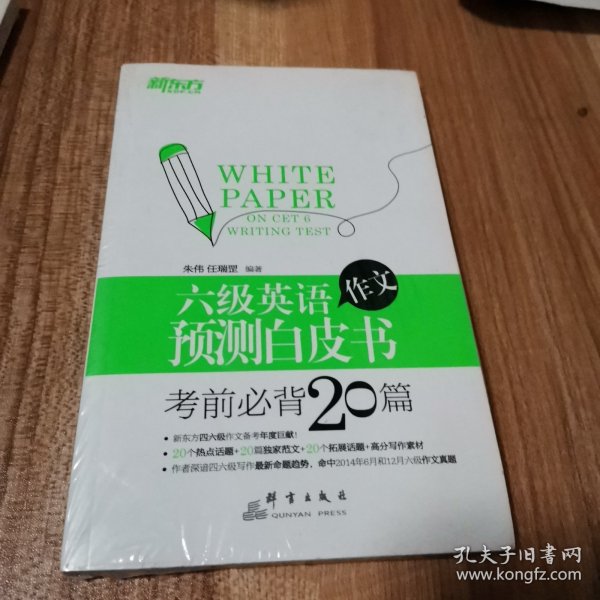 新东方
XDF.CN
WHITE
PAPER
ON CET 6
WRITING TEST
朱伟 任瑞罡 编著
六级英语
作文
预测白皮书
考前必背20篇
• 新东方四六级作文备考年度巨献!
• 20个热点话题+20篇独家范文+20个拓展话题+高分写作素材
• 作者深谙四六级写作最新命题趋势,命中2014年6月和12月六级作文真题
群言出版社
QUNYAN PRESS
孔夫子旧书网
www.kongfz.com